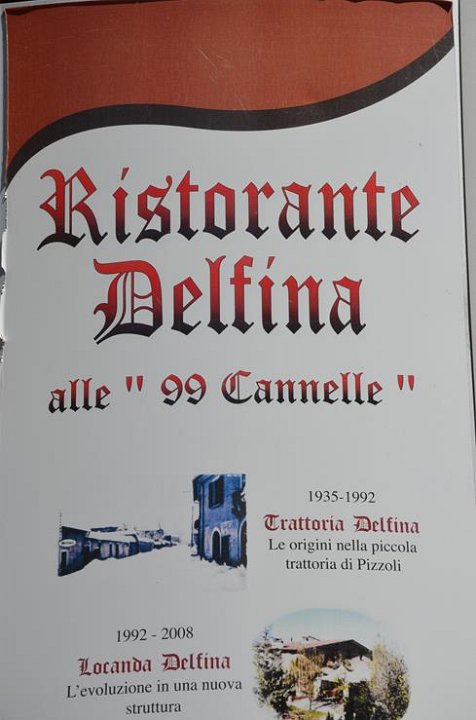 Ristorante
Delfina
alle " 99 Cannelle "
1935-1992
Trattoria Delfina
Le origini nella piccola
trattoria di Pizzoli
1992 - 2008
Locanda Delfina
L'evoluzione in una nuova
struttura